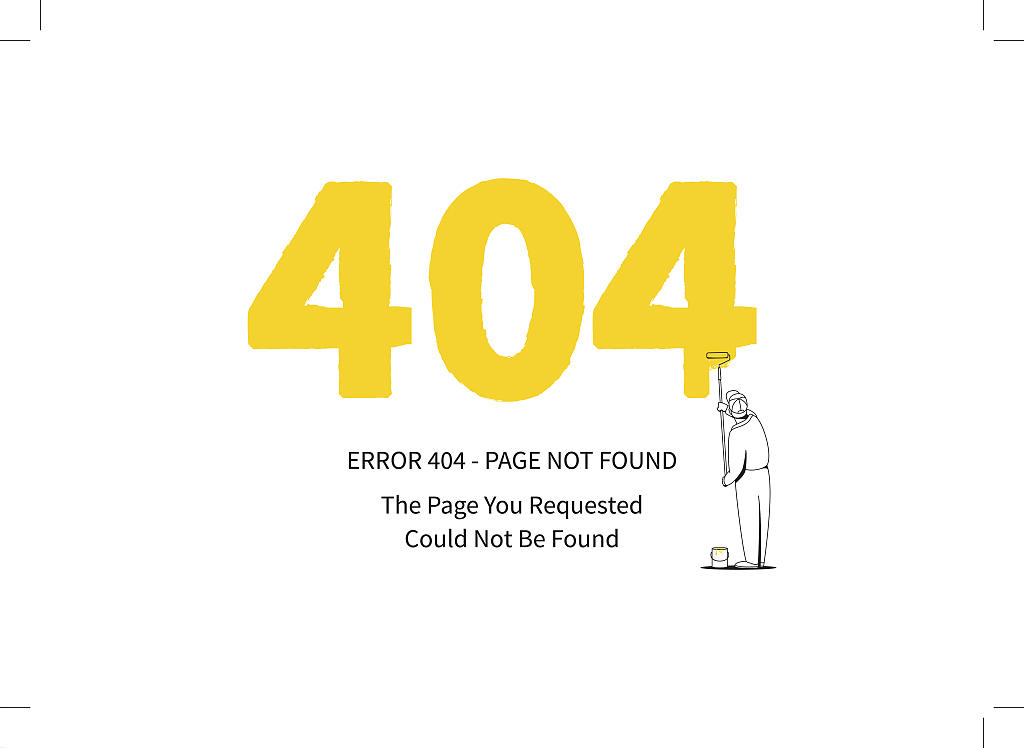 404
ERROR 404 - PAGE NOT FOUND
The Page You Requested
Could Not Be Found